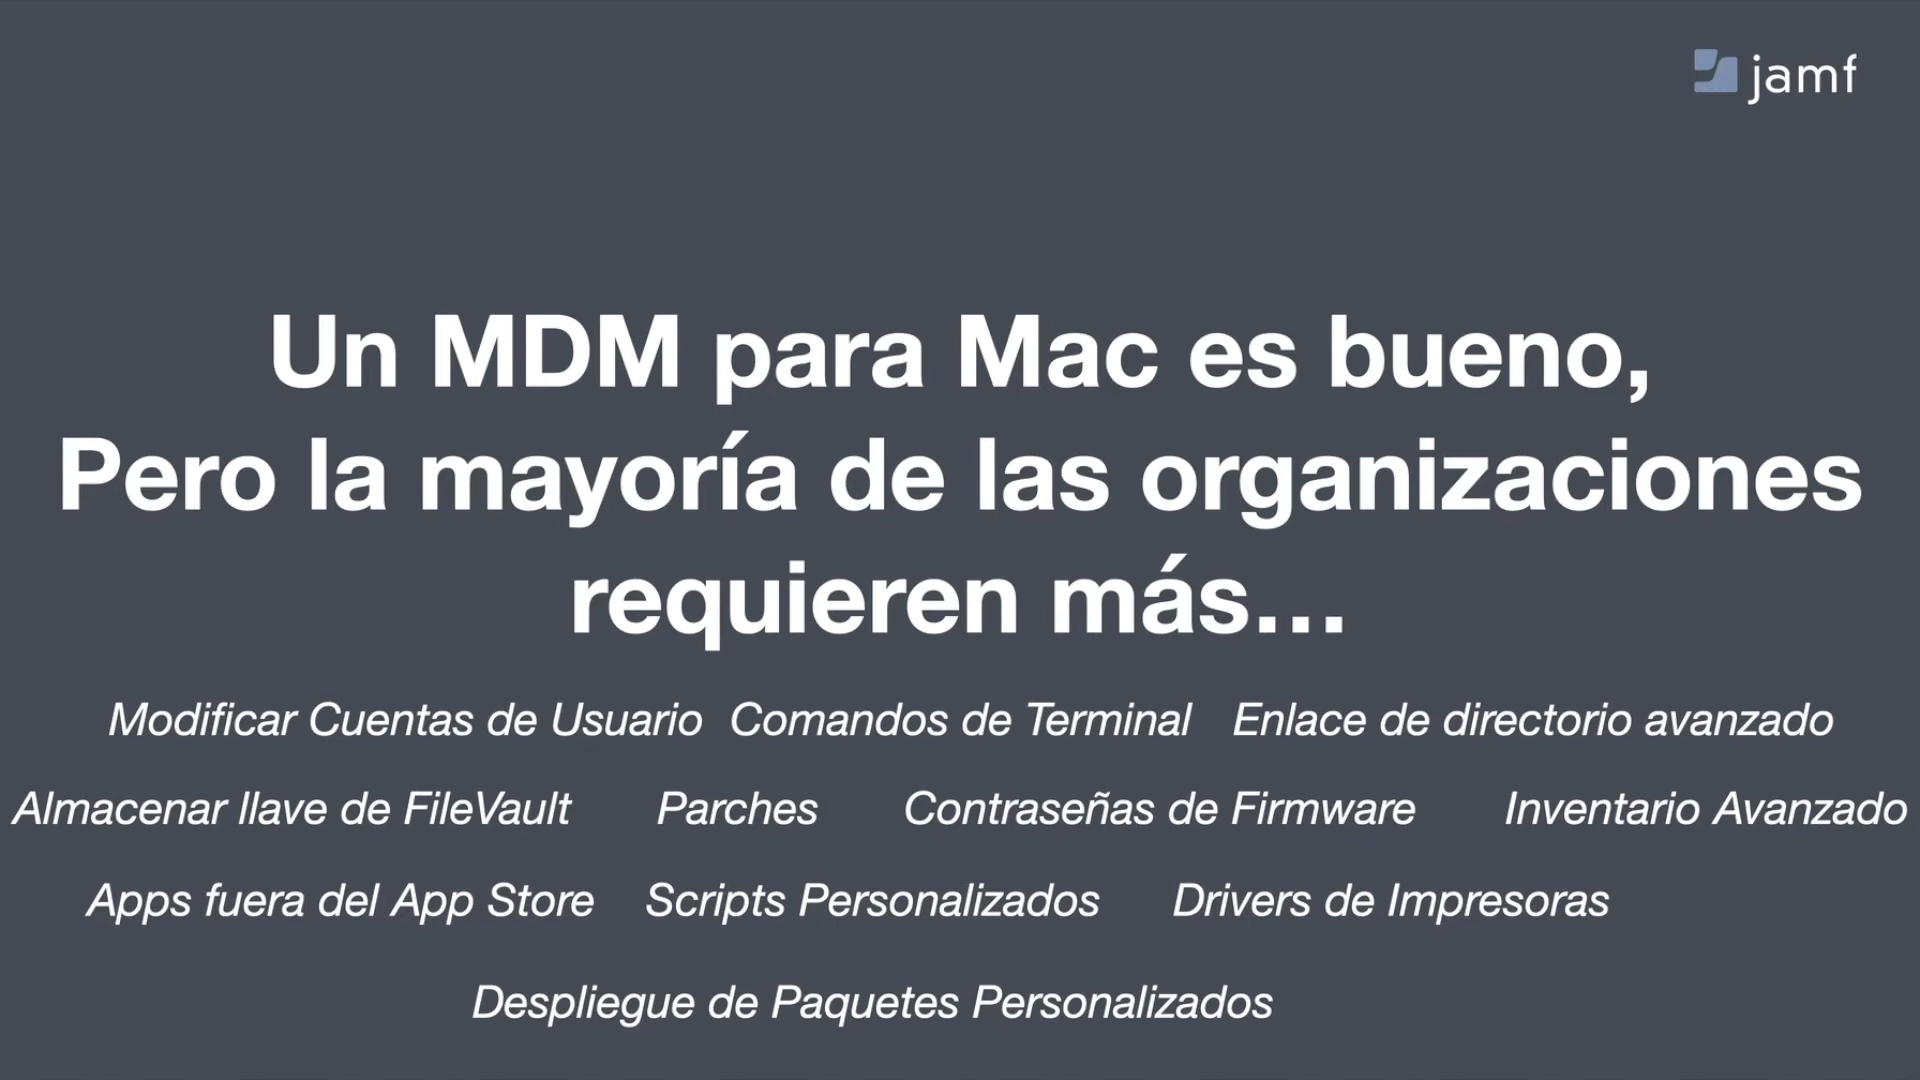 jamf
Un MDM para Mac es bueno,
Pero la mayoría de las organizaciones
requieren más...
Modificar Cuentas de Usuario Comandos de Terminal Enlace de directorio avanzado
Almacenar llave de FileVault Parches Contraseñas de Firmware Inventario Avanzado
Apps fuera del App Store Scripts Personalizados Drivers de Impresoras
Despliegue de Paquetes Personalizados